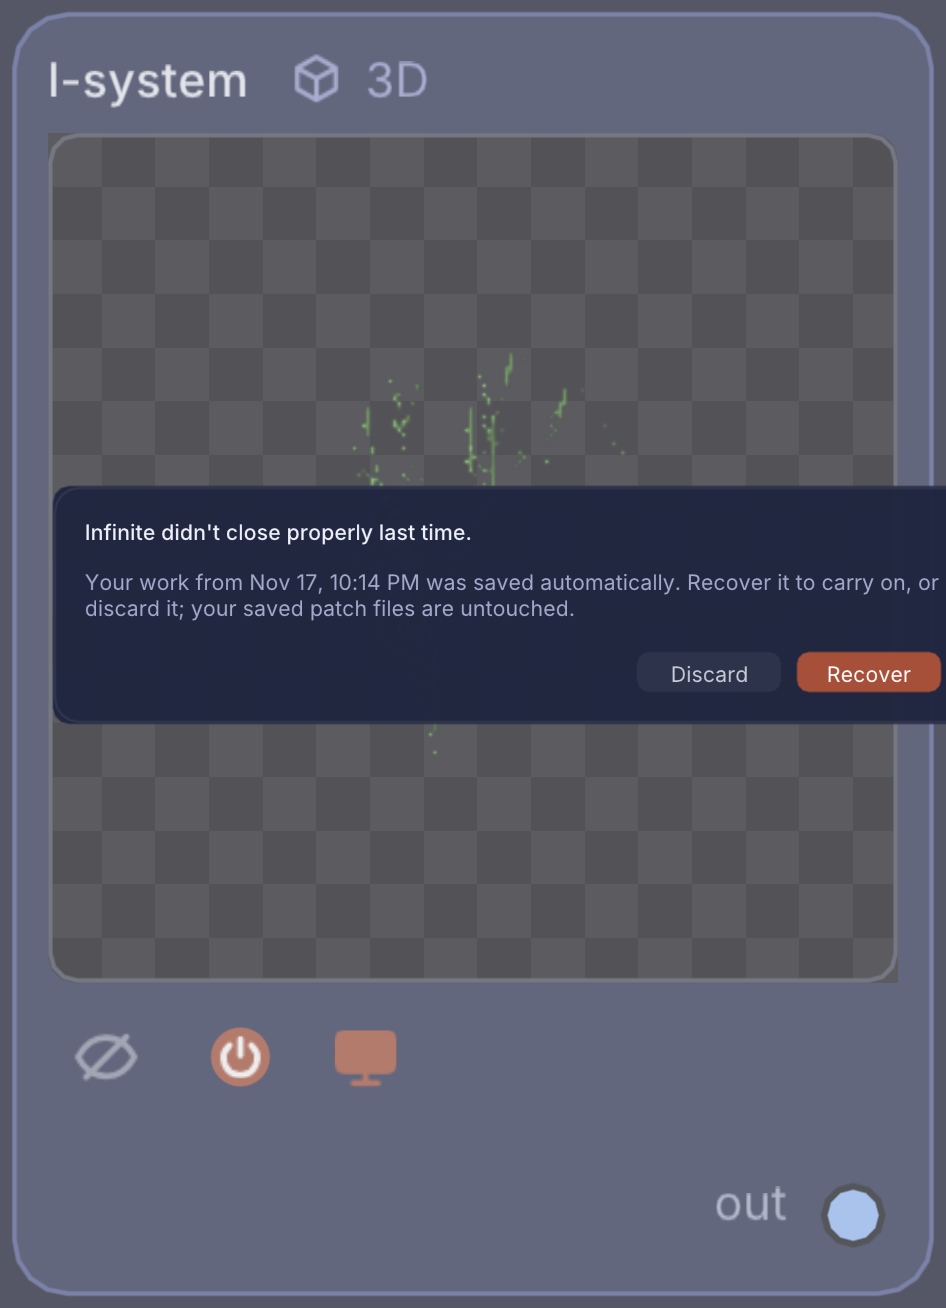 l-system 3D
Infinite didn't close properly last time.
Your work from Nov 17, 10:14 PM was saved automatically. Recover it to carry on, or
discard it; your saved patch files are untouched.
Discard Recover
out